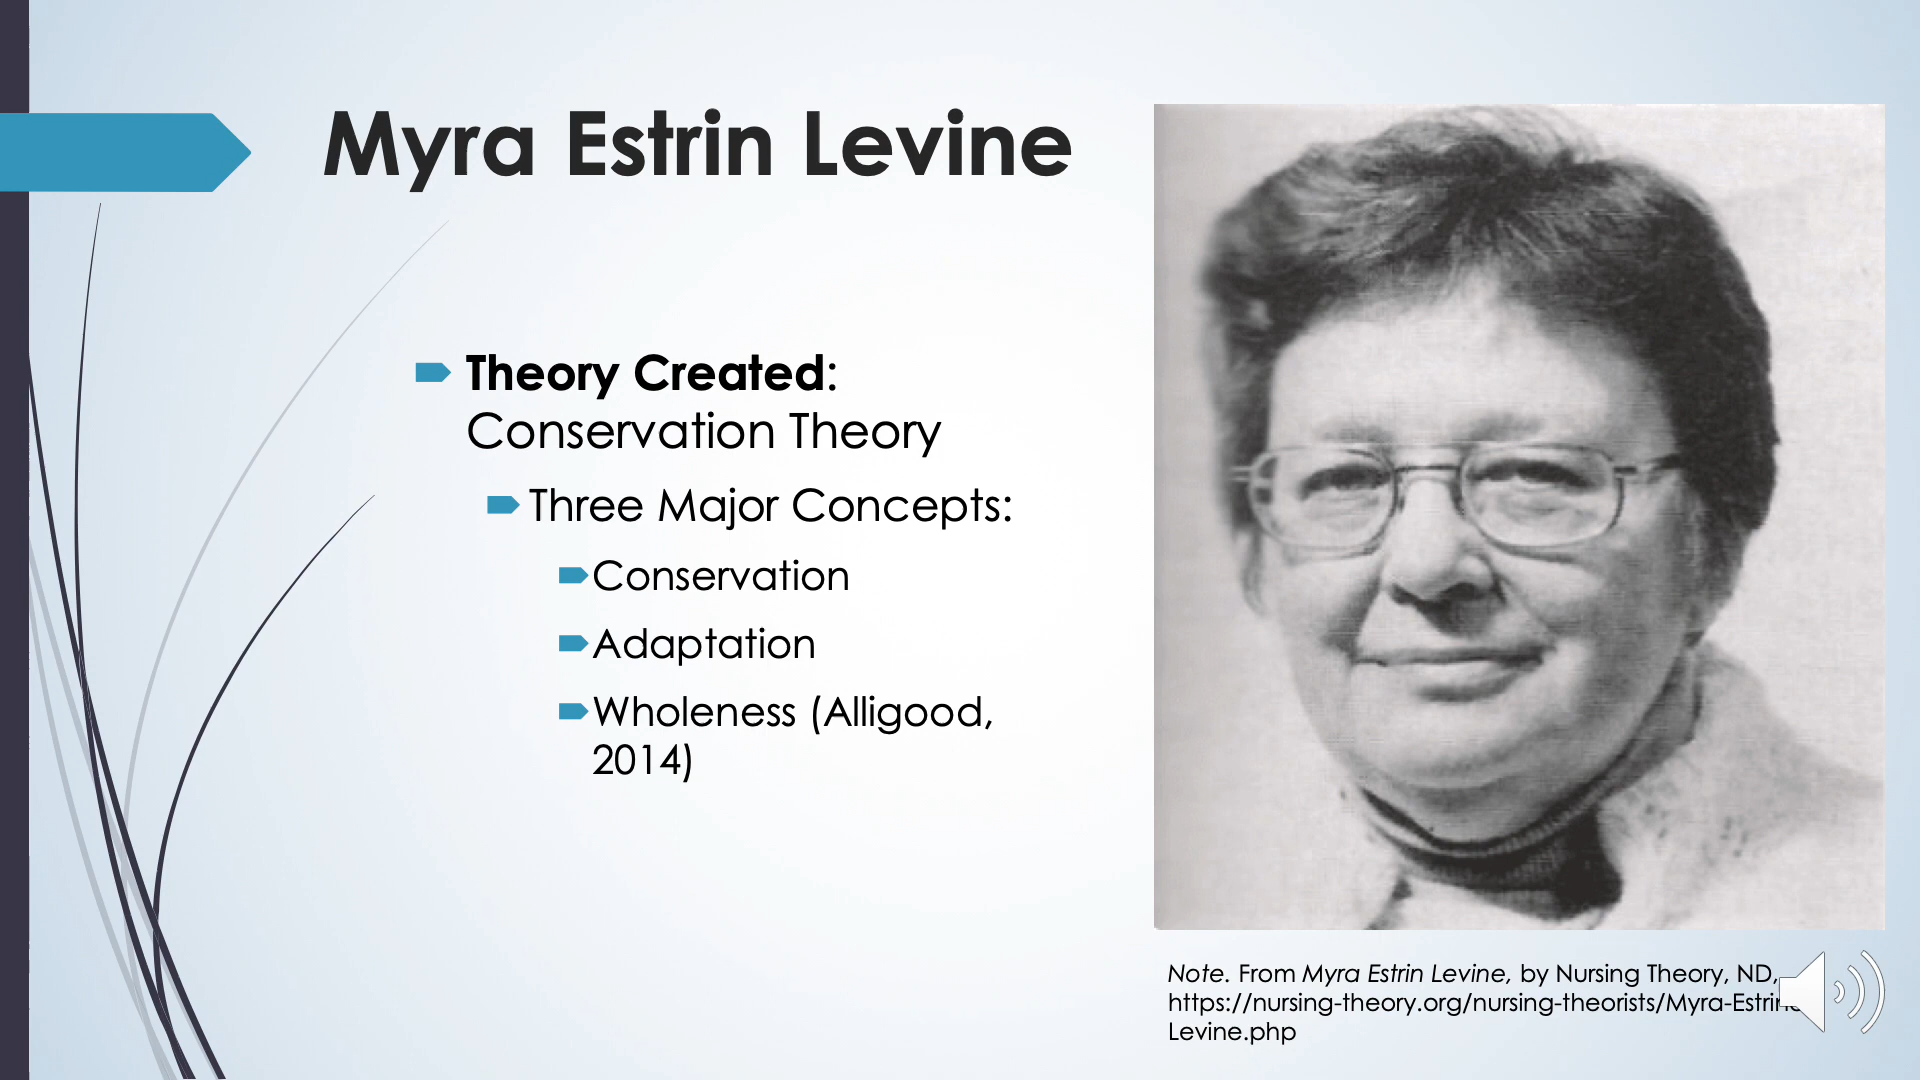 Myra Estrin Levine
Theory Created:
Conservation Theory
Three Major Concepts:
Conservation
Adaptation
Wholeness (Alligood,
2014)
Note. From Myra Estrin Levine, by Nursing Theory, ND,
https://nursing-theory.org/nursing-theorists/Myra-Estrin-
Levine.php